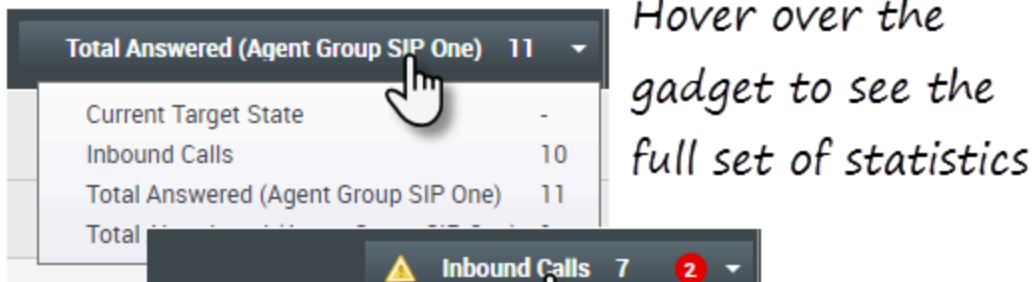 Total Answered (Agent Group SIP One) 11
Hover over the
gadget to see the
full set of statistics
Current Target State -
Inbound Calls 10
Total Answered (Agent Group SIP One) 11
Total
Inbound Calls 7 2